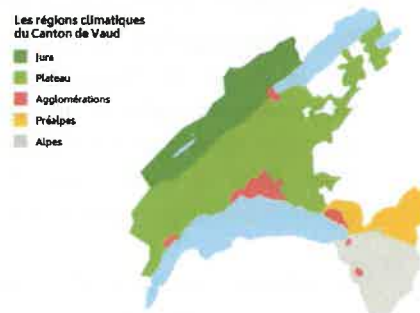 Les régions climatiques
du Canton de Vaud
Jura
Plateau
Agglomérations
Préalpes
Alpes